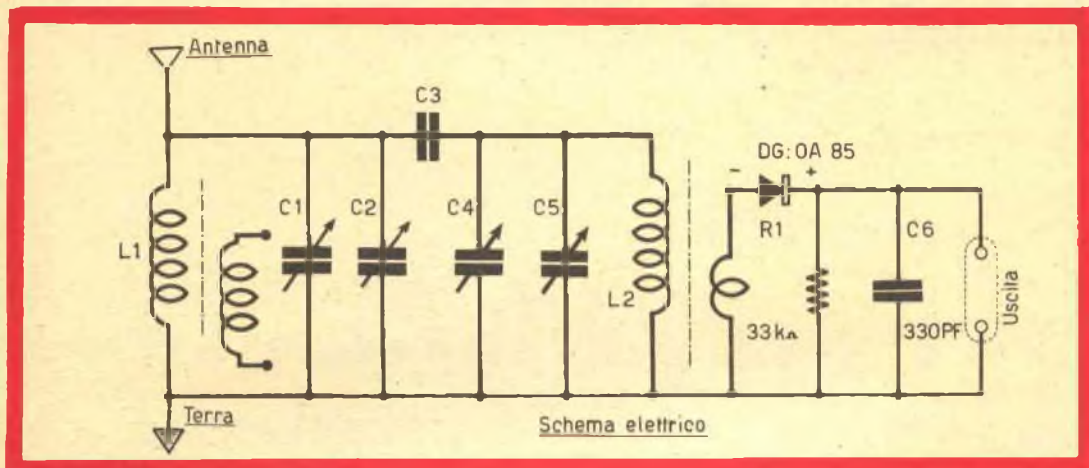 Antenna
C3
DG: OA 85
- +
R1
C1 C2 C4 C5
C6
L1
L2
33kΩ
330PF
Uscita
Terra
Schema elettrico